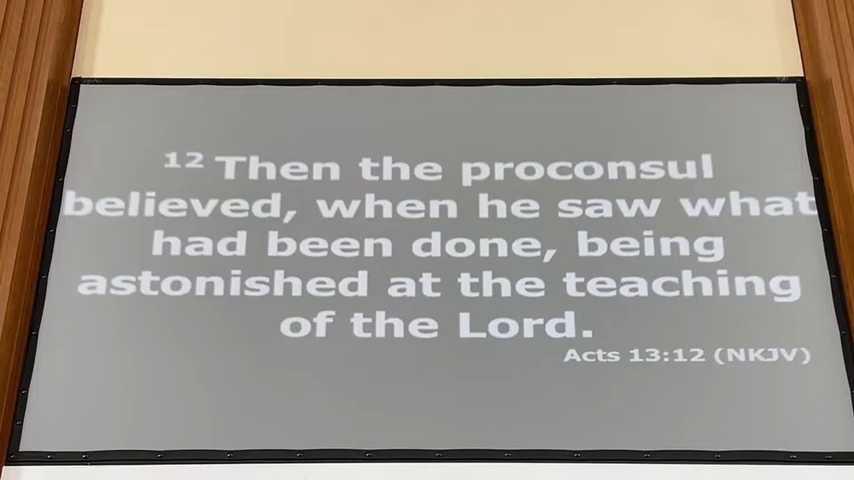 12 Then the proconsul
believed, when he saw what
had been done, being
astonished at the teaching
of the Lord.
Acts 13:12 (NKJV)